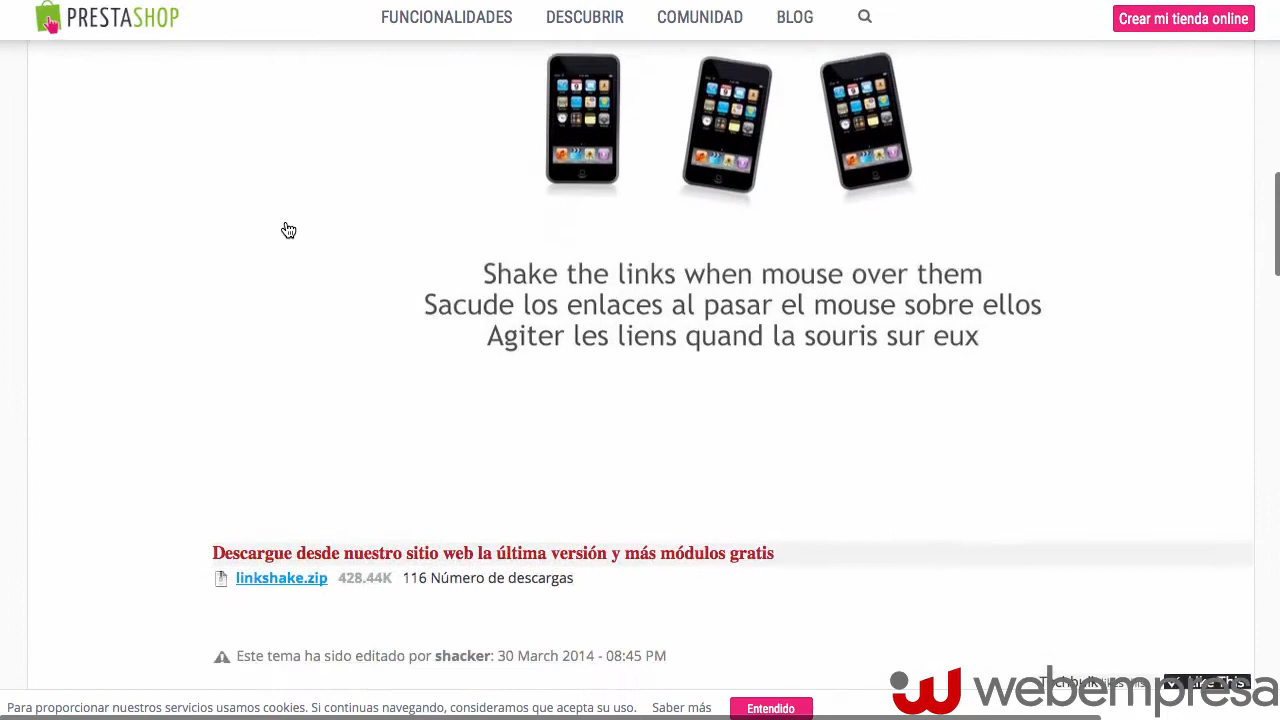 PRESTASHOP FUNCIONALIDADES DESCUBRIR COMUNIDAD BLOG Crear mi tienda online
Shake the links when mouse over them
Sacude los enlaces al pasar el mouse sobre ellos
Agiter les liens quand la souris sur eux
Descargue desde nuestro sitio web la última versión y más módulos gratis
linkshake.zip 428.44K 116 Número de descargas
Este tema ha sido editado por shacker: 30 March 2014 - 08:45 PM
Like This
webempresa
Para proporcionar nuestros servicios usamos cookies. Si continuas navegando, consideramos que acepta su uso. Saber más Entendido